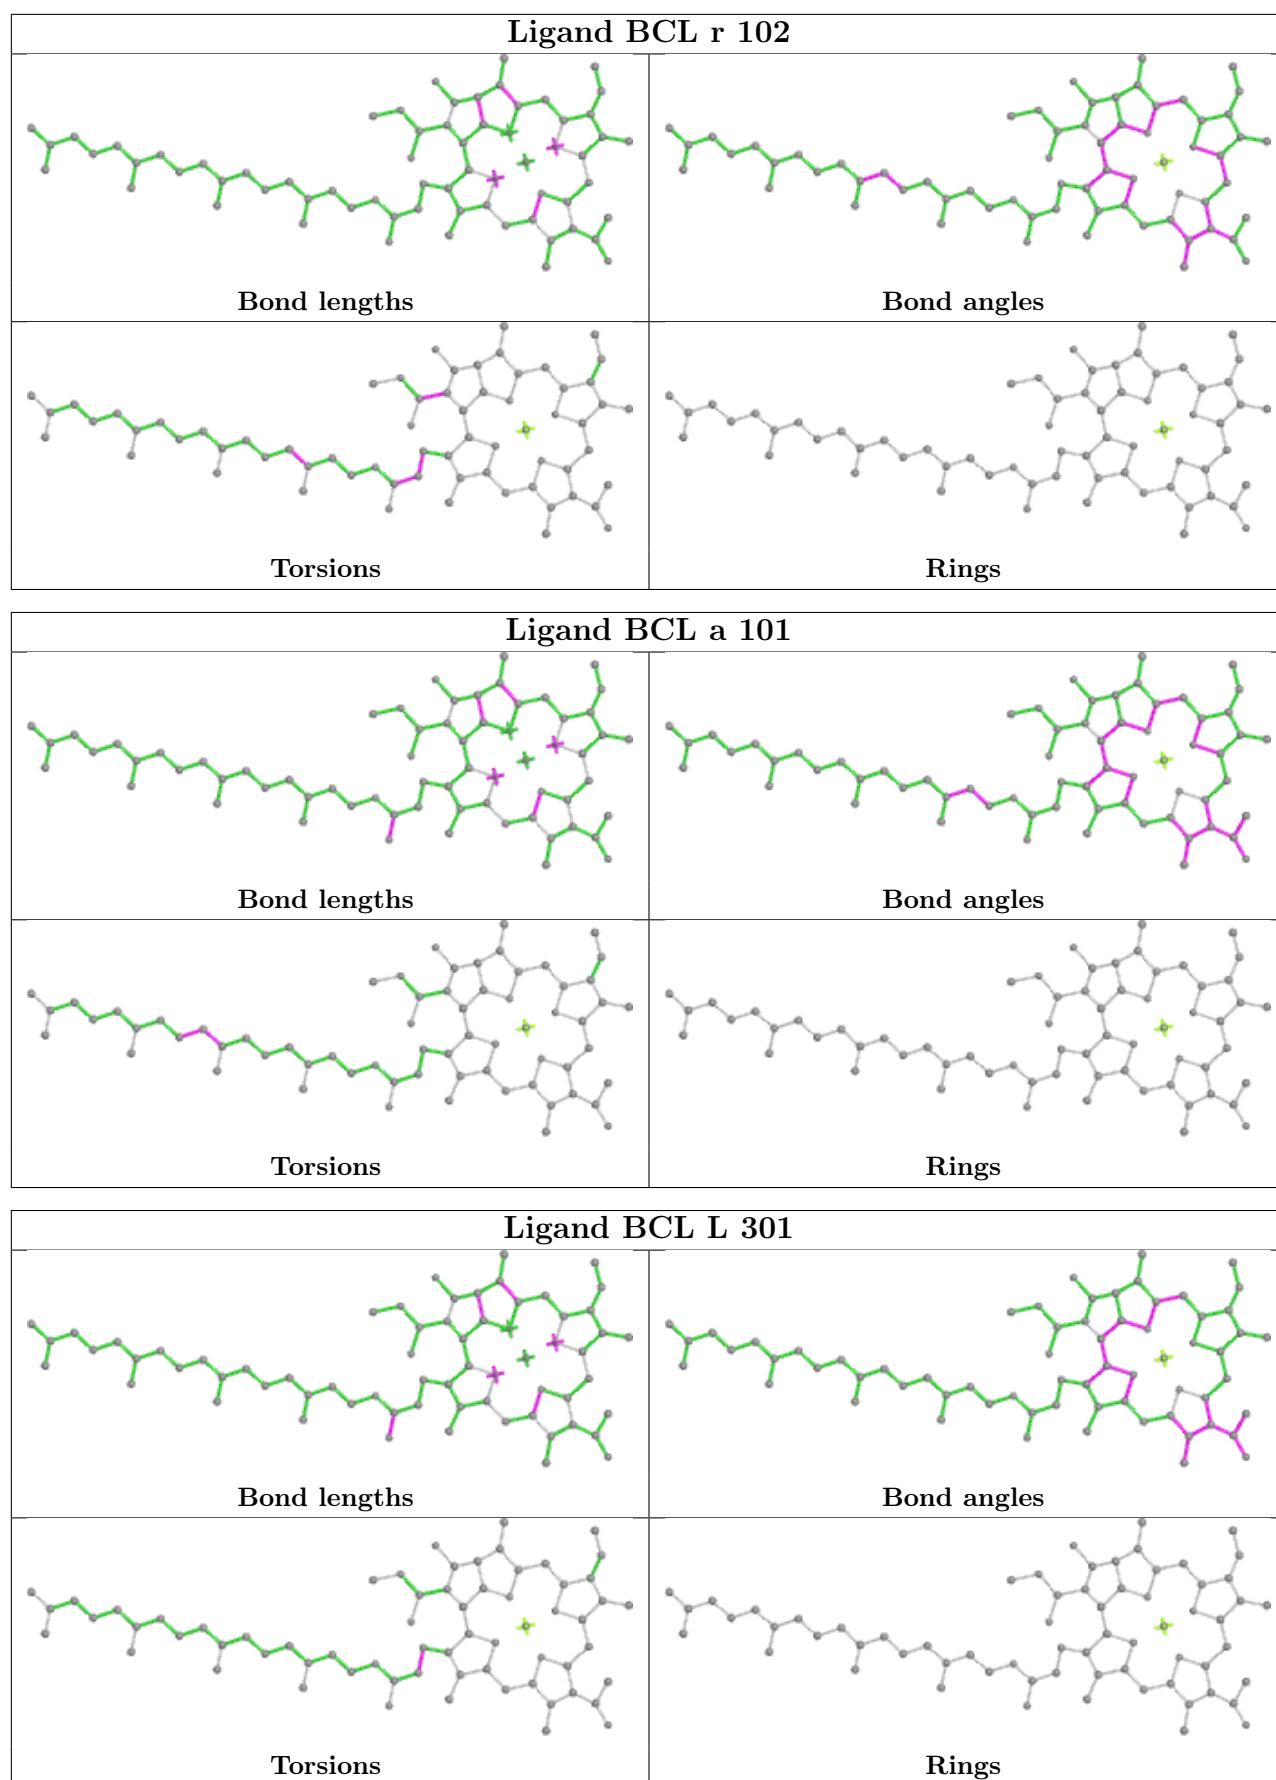 Ligand BCL r 102
Bond lengths
Bond angles
Torsions
Rings
Ligand BCL a 101
Bond lengths
Bond angles
Torsions
Rings
Ligand BCL L 301
Bond lengths
Bond angles
Torsions
Rings